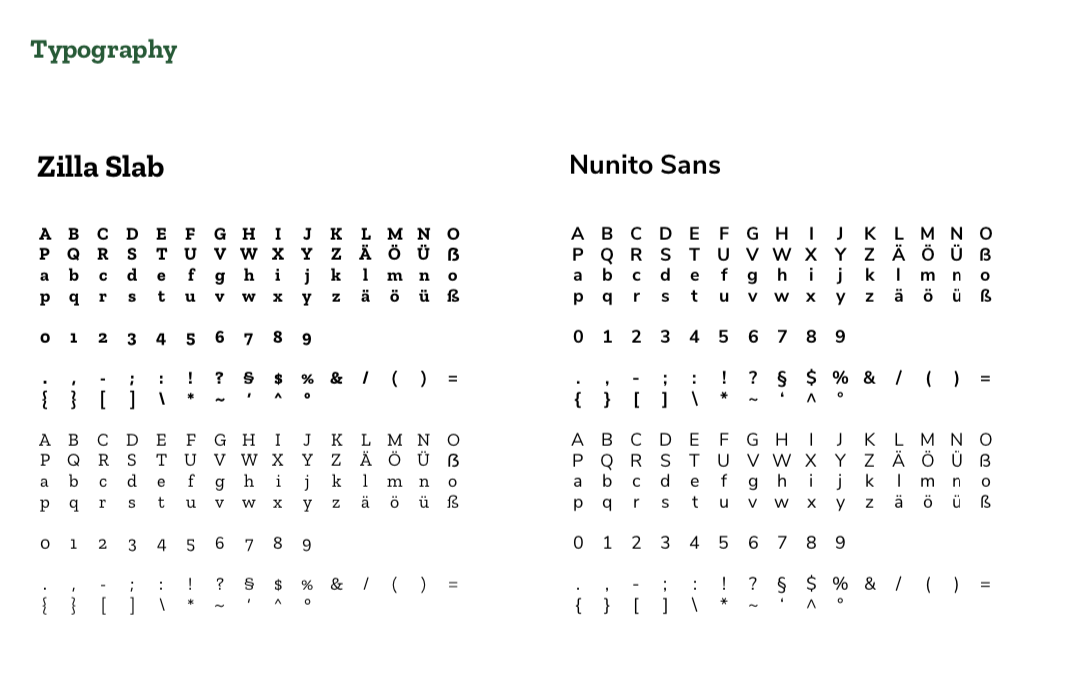 Typography
Zilla Slab
A B C D E F G H I J K L M N O
P Q R S T U V W X Y Z Ä Ö Ü ẞ
a b c d e f g h i j k l m n o
p q r s t u v w x y z ä ö ü ß
0 1 2 3 4 5 6 7 8 9
. , - ; : ! ? § $ % & / ( ) =
{ } [ ] \ * ~ ' ^ °
A B C D E F G H I J K L M N O
P Q R S T U V W X Y Z Ä Ö Ü ẞ
a b c d e f g h i j k l m n o
p q r s t u v w x y z ä ö ü ß
0 1 2 3 4 5 6 7 8 9
. , - ; : ! ? § $ % & / ( ) =
{ } [ ] \ * ~ ' ^ °
Nunito Sans
A B C D E F G H I J K L M N O
P Q R S T U V W X Y Z Ä Ö Ü ẞ
a b c d e f g h i j k l m n o
p q r s t u v w x y z ä ö ü ß
0 1 2 3 4 5 6 7 8 9
. , - ; : ! ? § $ % & / ( ) =
{ } [ ] \ * ~ ‘ ^ °
A B C D E F G H I J K L M N O
P Q R S T U V W X Y Z Ä Ö Ü ẞ
a b c d e f g h i j k l m n o
p q r s t u v w x y z ä ö ü ß
0 1 2 3 4 5 6 7 8 9
. , - ; : ! ? § $ % & / ( ) =
{ } [ ] \ * ~ ‘ ^ °